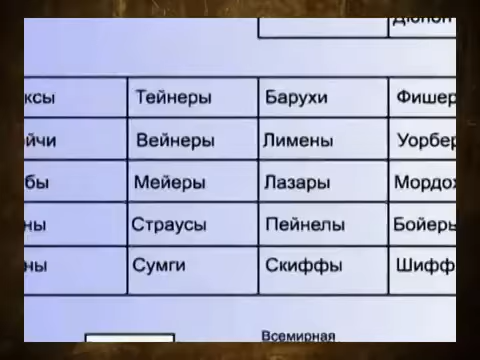 Дюпон
ксы Тейнеры Барухи Фишер
йчи Вейнеры Лимены Уорбер
бы Мейеры Лазары Мордох
ны Страусы Пейнелы Бойеры
ны Сумги Скиффы Шифф
Всемирная